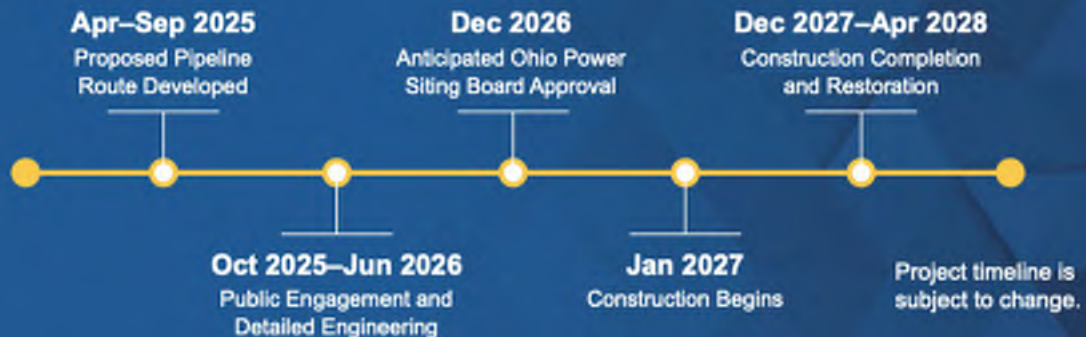 Apr–Sep 2025
Proposed Pipeline
Route Developed
Oct 2025–Jun 2026
Public Engagement and
Detailed Engineering
Dec 2026
Anticipated Ohio Power
Siting Board Approval
Jan 2027
Construction Begins
Dec 2027–Apr 2028
Construction Completion
and Restoration
Project timeline is
subject to change.